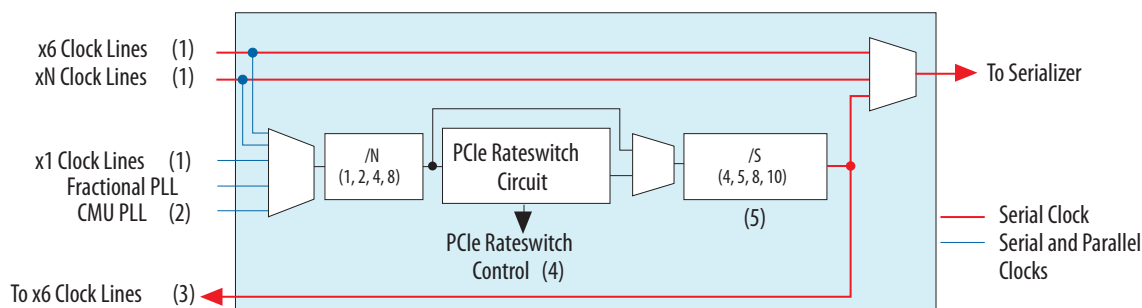 x6 Clock Lines (1)
xN Clock Lines (1)
To Serializer
x1 Clock Lines (1)
Fractional PLL
CMU PLL (2)
/N
(1, 2, 4, 8)
PCIe Rateswitch
Circuit
/S
(4, 5, 8, 10)
(5)
PCIe Rateswitch
Control (4)
Serial Clock
Serial and Parallel
Clocks
To x6 Clock Lines (3)